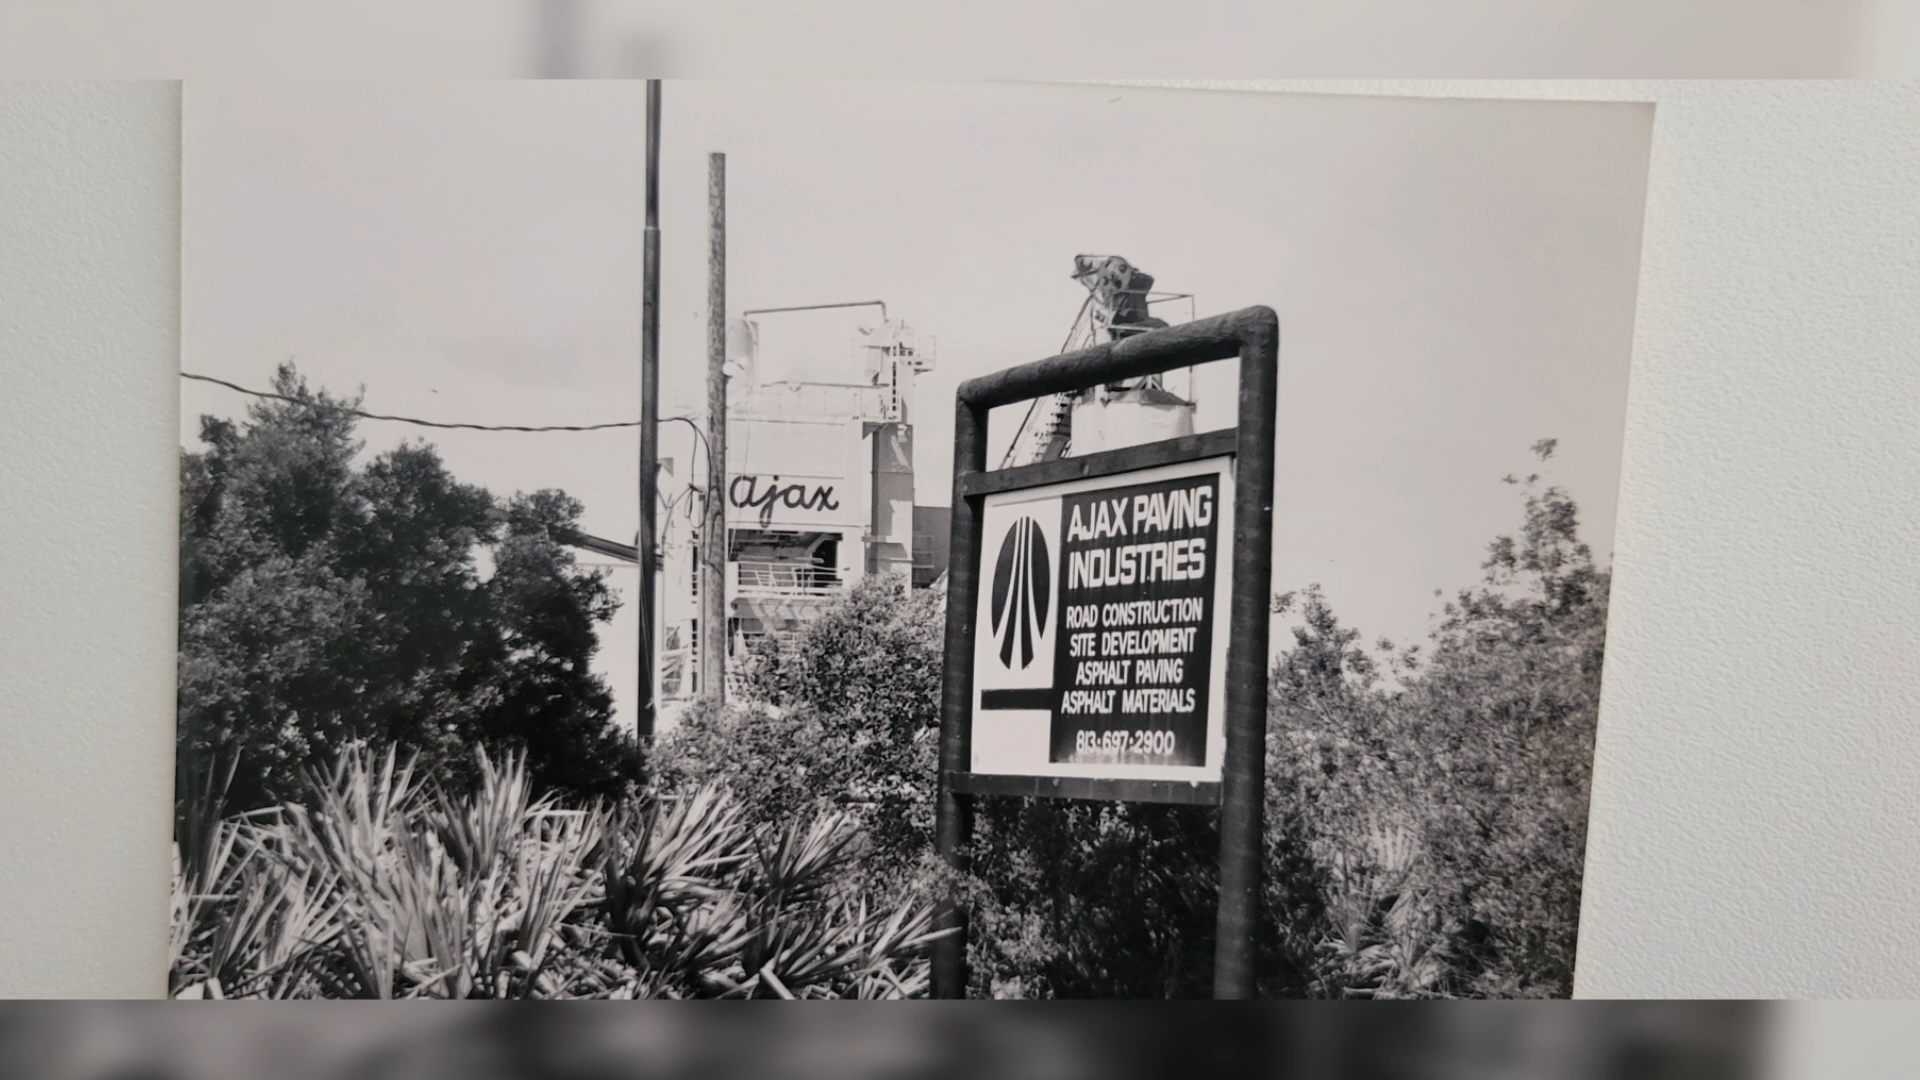 ajax
AJAX PAVING
INDUSTRIES
ROAD CONSTRUCTION
SITE DEVELOPMENT
ASPHALT PAVING
ASPHALT MATERIALS
813·697·2900